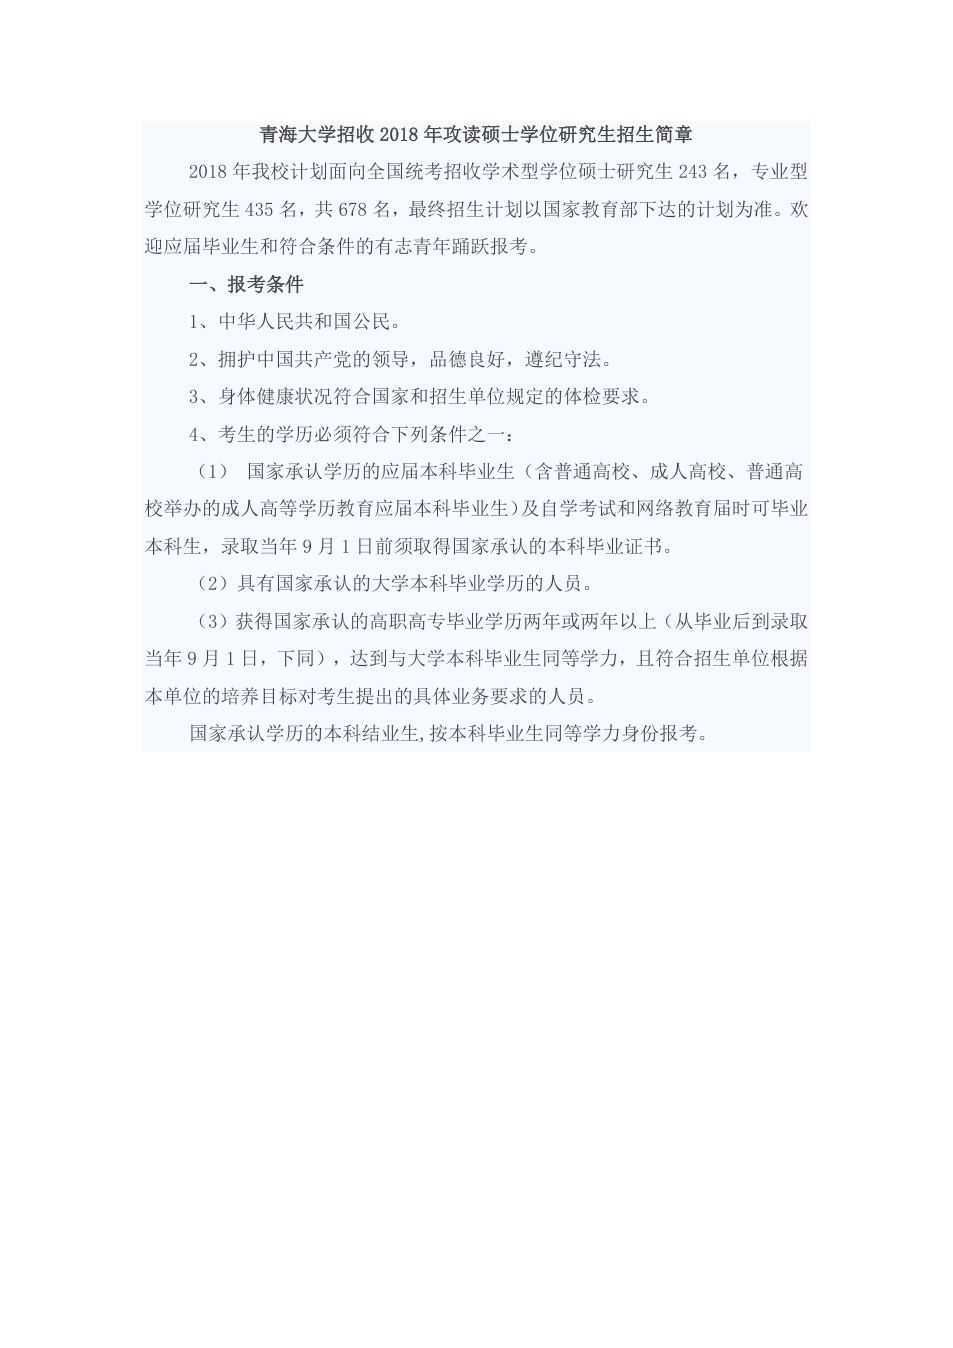 青海大学招收 2018 年攻读硕士学位研究生招生简章
2018 年我校计划面向全国统考招收学术型学位硕士研究生 243 名，专业型
学位研究生 435 名，共 678 名，最终招生计划以国家教育部下达的计划为准。欢
迎应届毕业生和符合条件的有志青年踊跃报考。
一、报考条件
1、中华人民共和国公民。
2、拥护中国共产党的领导，品德良好，遵纪守法。
3、身体健康状况符合国家和招生单位规定的体检要求。
4、考生的学历必须符合下列条件之一：
（1） 国家承认学历的应届本科毕业生（含普通高校、成人高校、普通高
校举办的成人高等学历教育应届本科毕业生）及自学考试和网络教育届时可毕业
本科生，录取当年 9 月 1 日前须取得国家承认的本科毕业证书。
（2）具有国家承认的大学本科毕业学历的人员。
（3）获得国家承认的高职高专毕业学历两年或两年以上（从毕业后到录取
当年 9 月 1 日，下同），达到与大学本科毕业生同等学力，且符合招生单位根据
本单位的培养目标对考生提出的具体业务要求的人员。
国家承认学历的本科结业生,按本科毕业生同等学力身份报考。